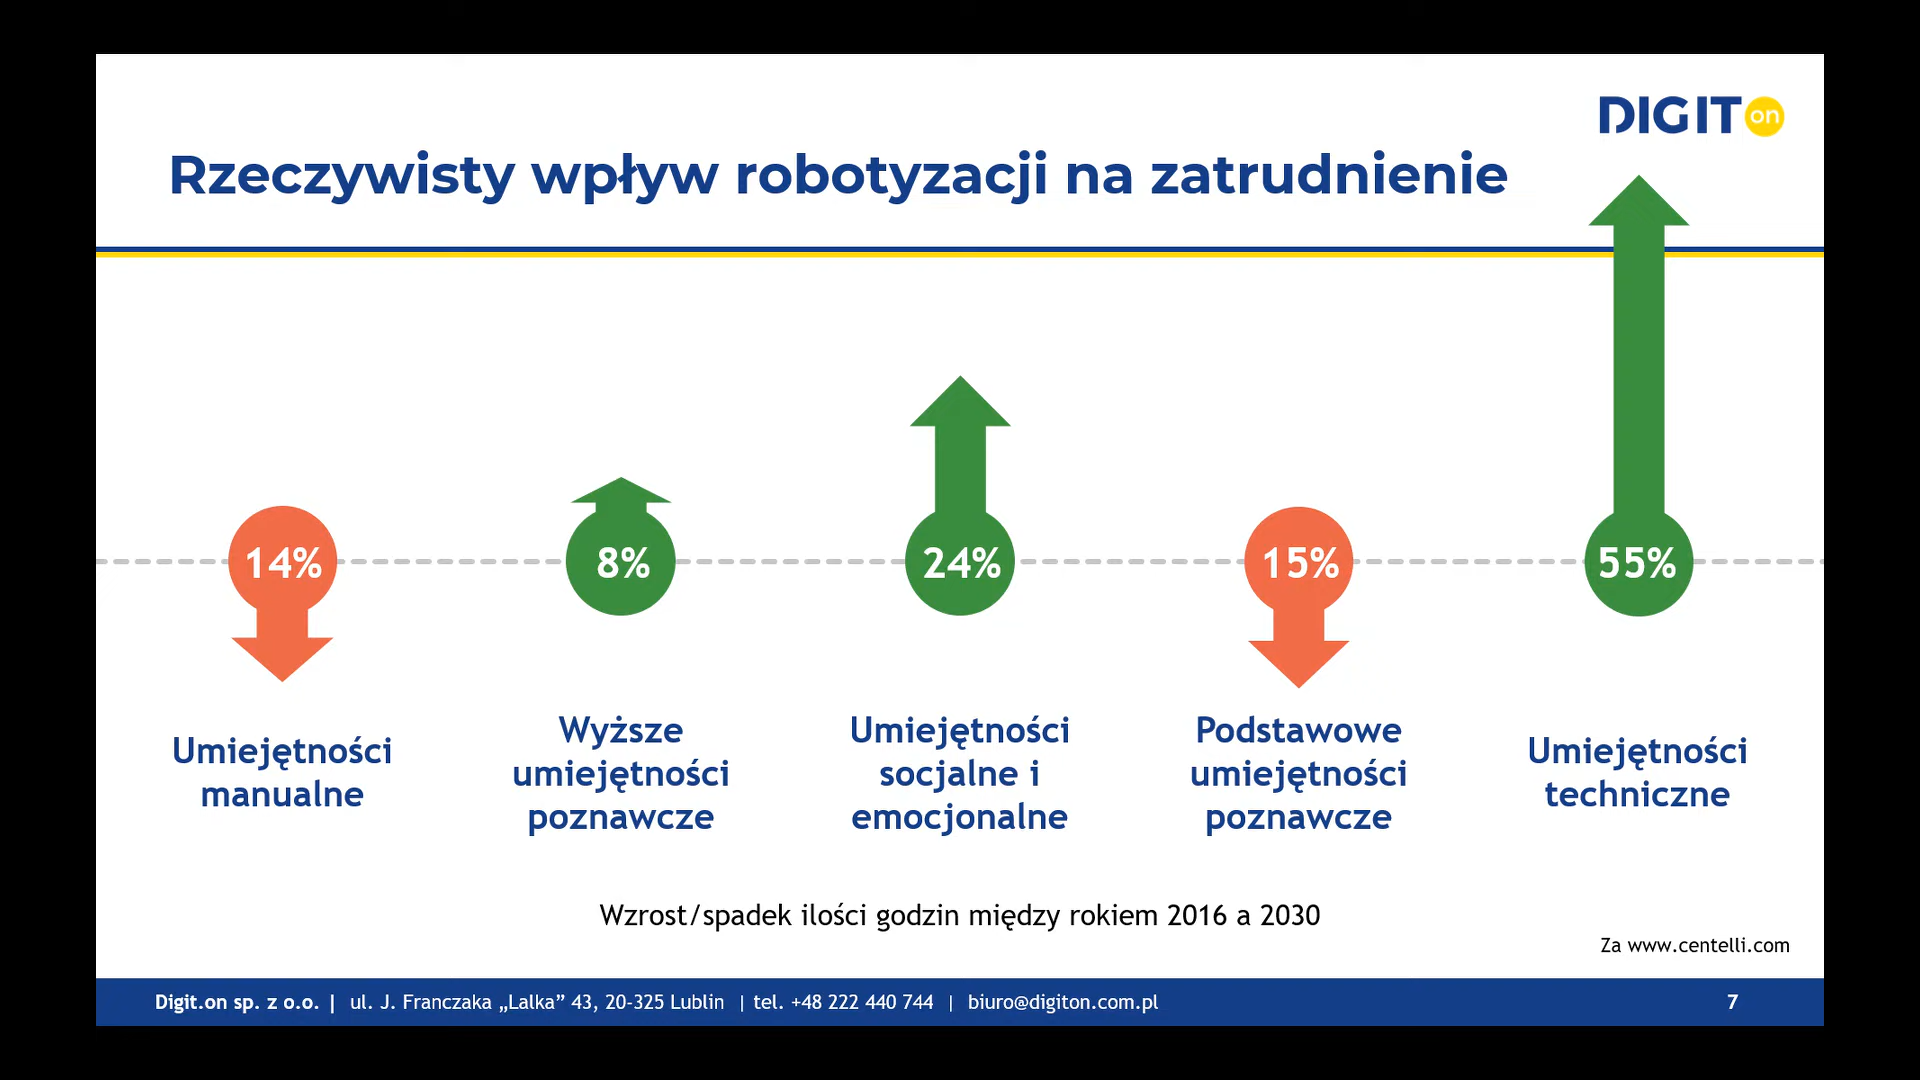 DIGITon
Rzeczywisty wpływ robotyzacji na zatrudnienie
14%
8%
24%
15%
55%
Umiejętności
manualne
Wyższe
umiejętności
poznawcze
Umiejętności
socjalne i
emocjonalne
Podstawowe
umiejętności
poznawcze
Umiejętności
techniczne
Wzrost/spadek ilości godzin między rokiem 2016 a 2030
Za www.centelli.com
Digit.on sp. z o.o. | ul. J. Franczaka „Lalka” 43, 20-325 Lublin | tel. +48 222 440 744 | biuro@digiton.com.pl
7